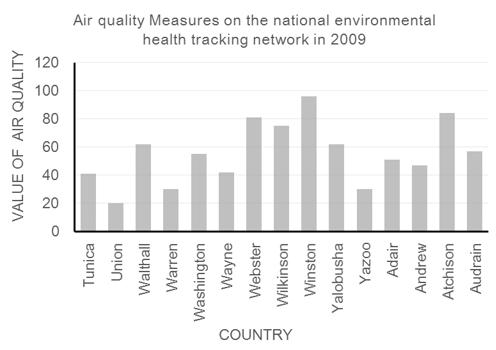 Air quality Measures on the national environmental
health tracking network in 2009
VALUE OF AIR QUALITY
120
100
80
60
40
20
0
Tunica
Union
Walthall
Warren
Washington
Wayne
Webster
Wilkinson
Winston
Yalobusha
Yazoo
Adair
Andrew
Atchison
Audrain
COUNTRY